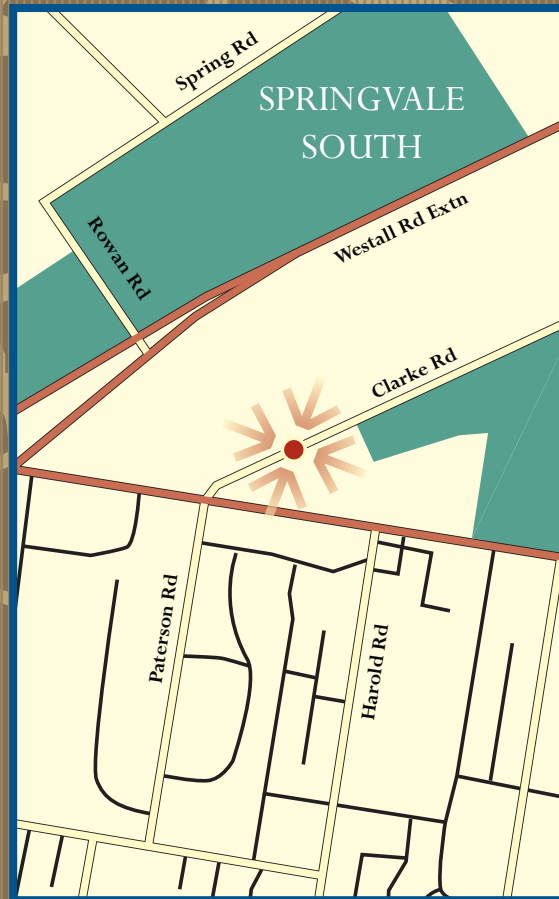 Spring Rd
SPRINGVALE
SOUTH
Westall Rd Extn
Rowan Rd
Clarke Rd
Paterson Rd
Harold Rd